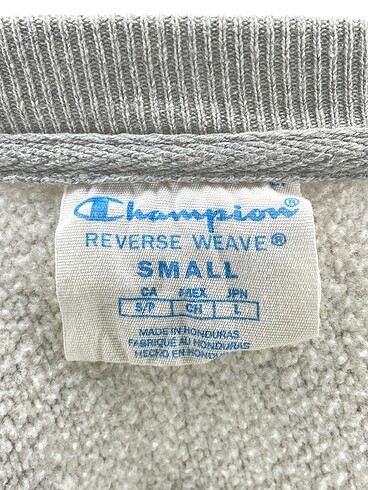 Champion®
REVERSE WEAVE®
SMALL
CA MEX JPN
S/P CH L
MADE IN HONDURAS
FABRIQUÉ AU HONDURAS
HECHO EN HONDURAS